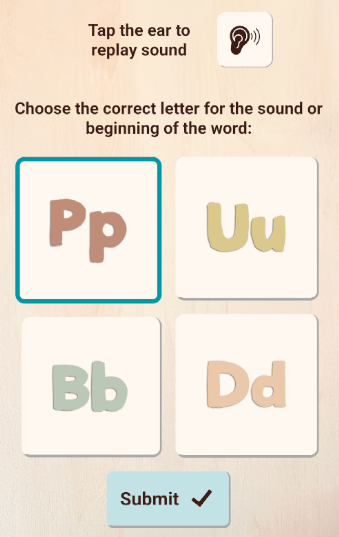 Tap the ear to
replay sound
Choose the correct letter for the sound or
beginning of the word:
Pp
Uu
Bb
Dd
Submit